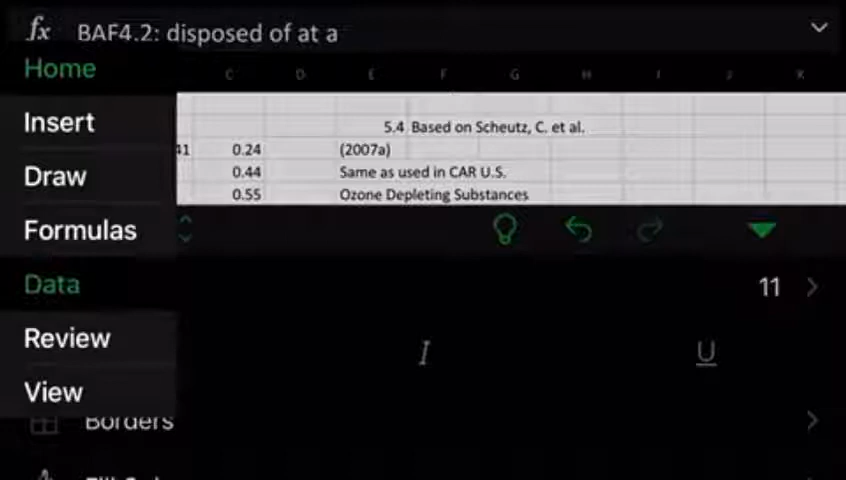 fx BAF4.2: disposed of at a
Home
C D E F G H I J K
Insert
5.4 Based on Scheutz, C. et al.
41 0.24 (2007a)
Draw
0.44 Same as used in CAR U.S.
0.55 Ozone Depleting Substances
Formulas
Data
11
Review
I U
View
Borders